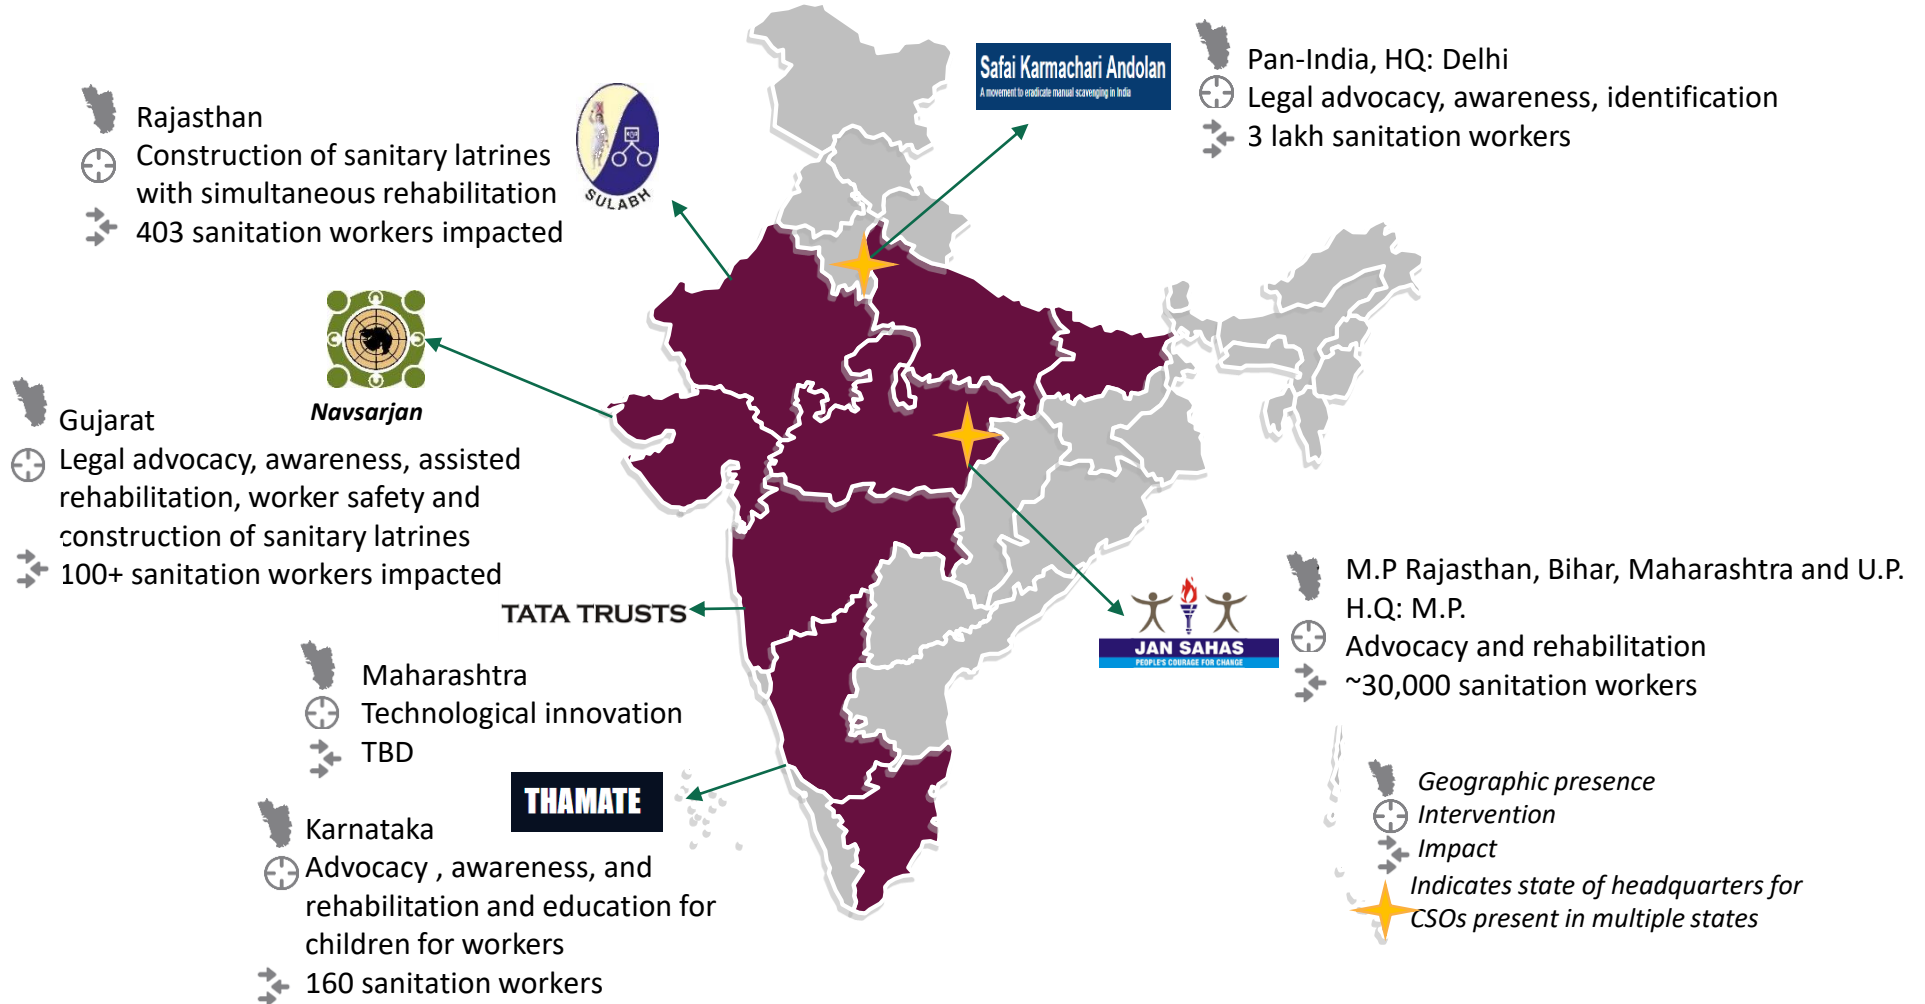 Rajasthan
Construction of sanitary latrines
with simultaneous rehabilitation
403 sanitation workers impacted
SULABH
Safai Karmachari Andolan
A movement to eradicate manual scavenging in India
Pan-India, HQ: Delhi
Legal advocacy, awareness, identification
3 lakh sanitation workers
Navsarjan
Gujarat
Legal advocacy, awareness, assisted
rehabilitation, worker safety and
construction of sanitary latrines
100+ sanitation workers impacted
TATA TRUSTS
Maharashtra
Technological innovation
TBD
JAN SAHAS
PEOPLE'S COURAGE FOR CHANGE
M.P Rajasthan, Bihar, Maharashtra and U.P.
H.Q: M.P.
Advocacy and rehabilitation
~30,000 sanitation workers
THAMATE
Karnataka
Advocacy , awareness, and
rehabilitation and education for
children for workers
160 sanitation workers
Geographic presence
Intervention
Impact
Indicates state of headquarters for
CSOs present in multiple states